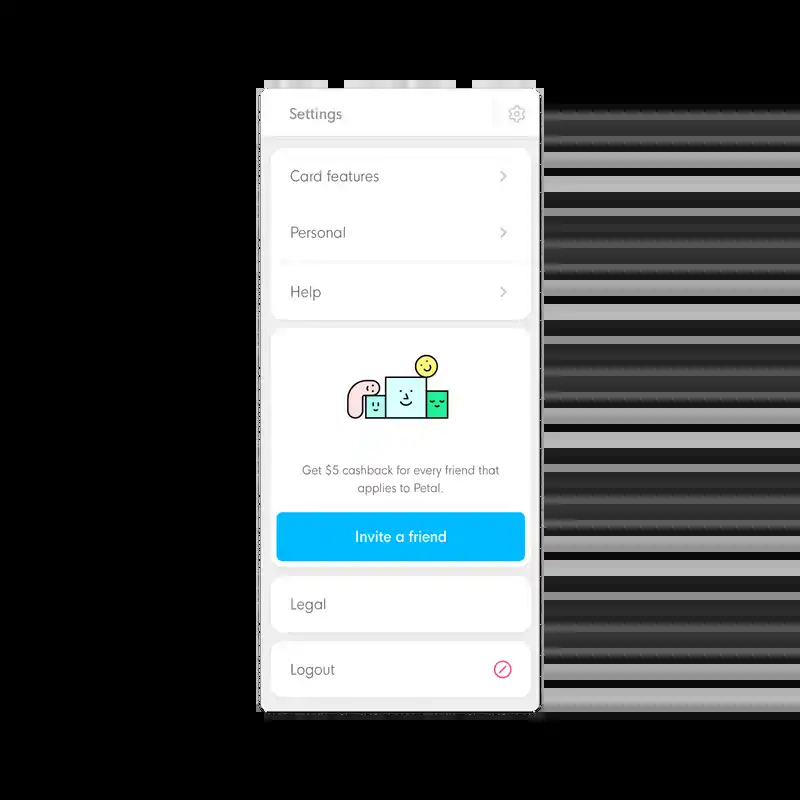 Settings
Card features
Personal
Help
Get $5 cashback for every friend that
applies to Petal.
Invite a friend
Legal
Logout